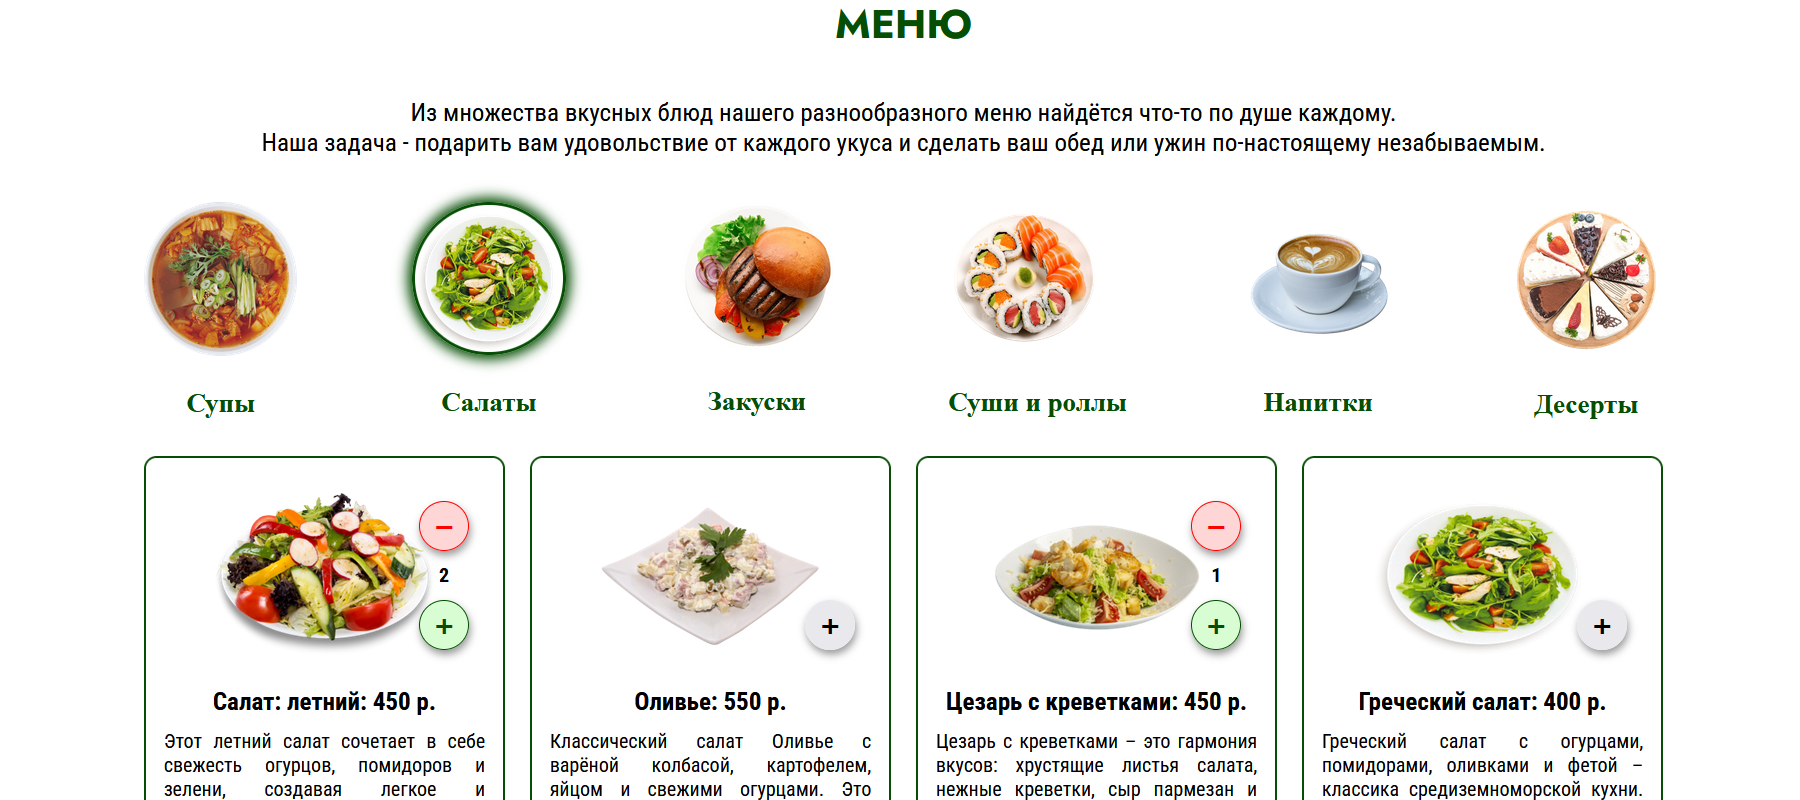 МЕНЮ
Из множества вкусных блюд нашего разнообразного меню найдётся что-то по душе каждому.
Наша задача - подарить вам удовольствие от каждого укуса и сделать ваш обед или ужин по-настоящему незабываемым.
Супы
Салаты
Закуски
Суши и роллы
Напитки
Десерты
−
2
+
Салат: летний: 450 р.
Этот летний салат сочетает в себе
свежесть огурцов, помидоров и
зелени, создавая легкое и
+
Оливье: 550 р.
Классический салат Оливье с
варёной колбасой, картофелем,
яйцом и свежими огурцами. Это
−
1
+
Цезарь с креветками: 450 р.
Цезарь с креветками – это гармония
вкусов: хрустящие листья салата,
нежные креветки, сыр пармезан и
+
Греческий салат: 400 р.
Греческий салат с огурцами,
помидорами, оливками и фетой –
классика средиземноморской кухни.